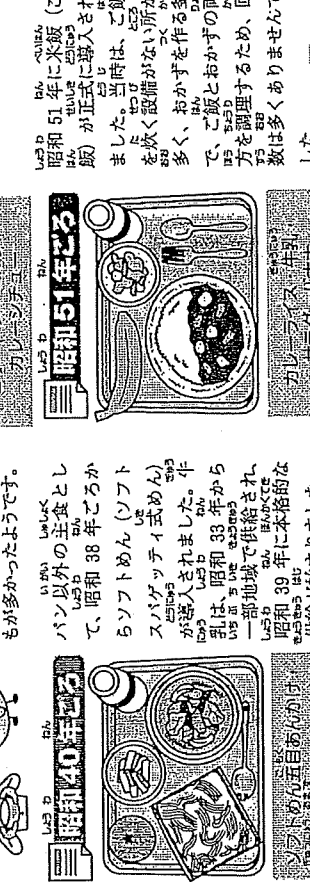 も が多かったようです。
昭和40年ごろ
パン以外の主食とし
て、昭和 38 年ごろか
らソフトめん（ソフト
スパゲッティ式めん）
が導入されました。牛
乳は、昭和 33 年から
一部地域で供給され、
昭和 39 年に本格的な
ソフトめん五目あんかけ
カレーシチュー
昭和51年ごろ
昭和 51 年に米飯（ご
飯）が正式に導入され
ました。当時は、ご飯
を炊く設備がない所が
多く、おかずを作る
で、ご飯とおかずの両
方を調理するため、回
数は多くありませんで
した
カレーライス、牛乳